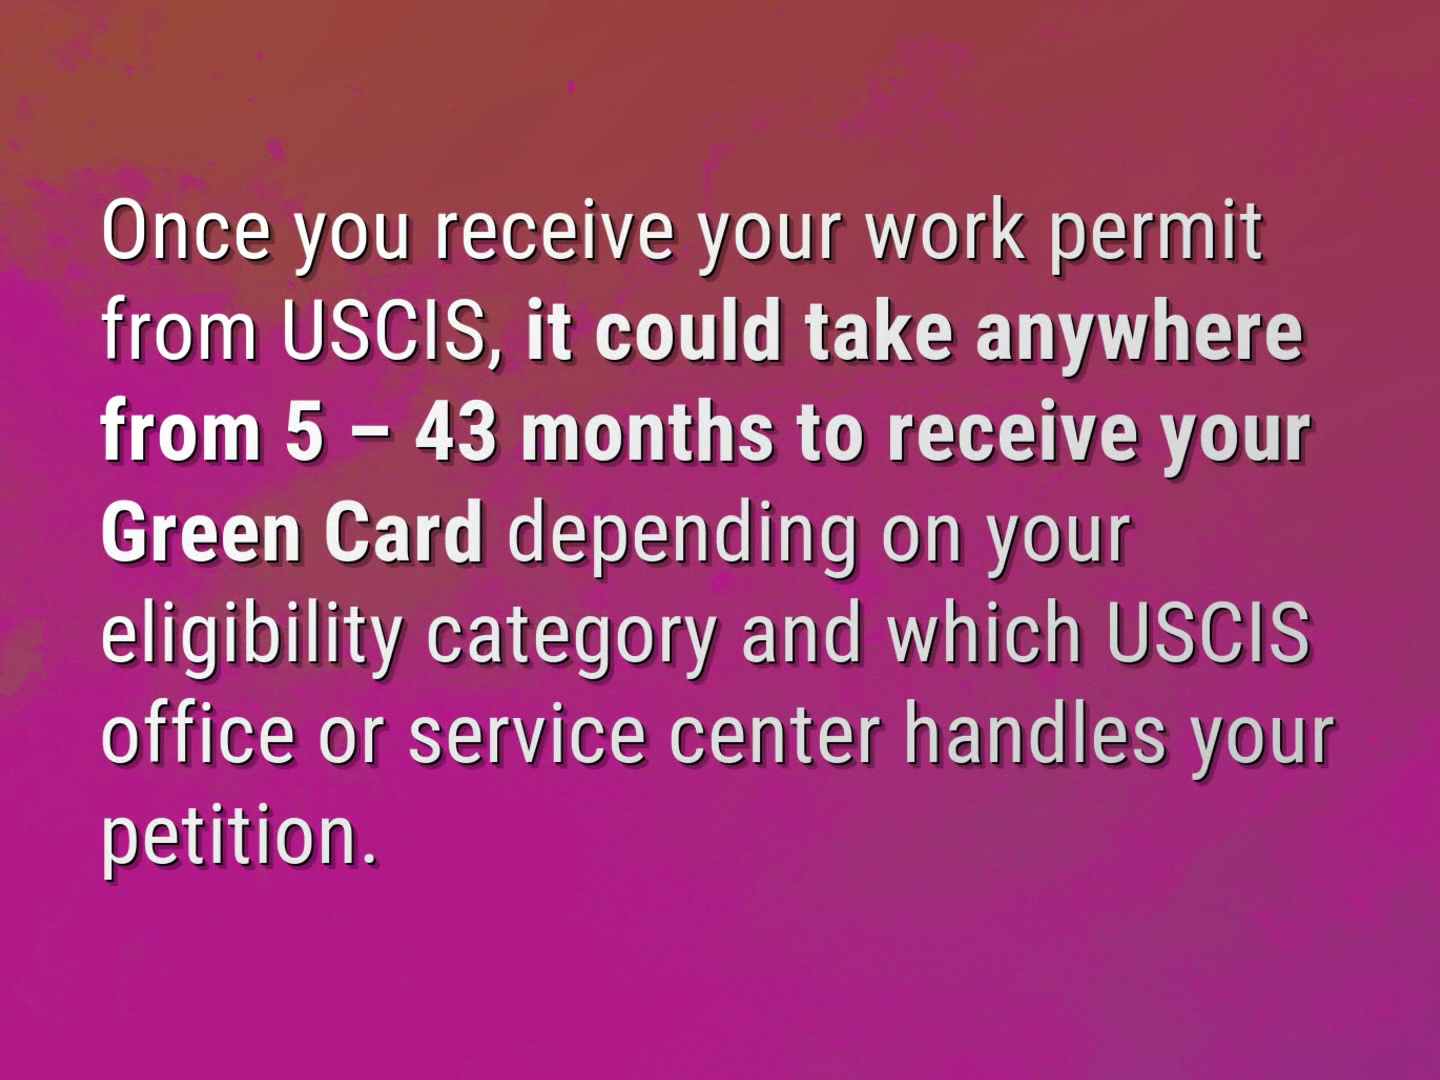 Once you receive your work permit
from USCIS, it could take anywhere
from 5 – 43 months to receive your
Green Card depending on your
eligibility category and which USCIS
office or service center handles your
petition.